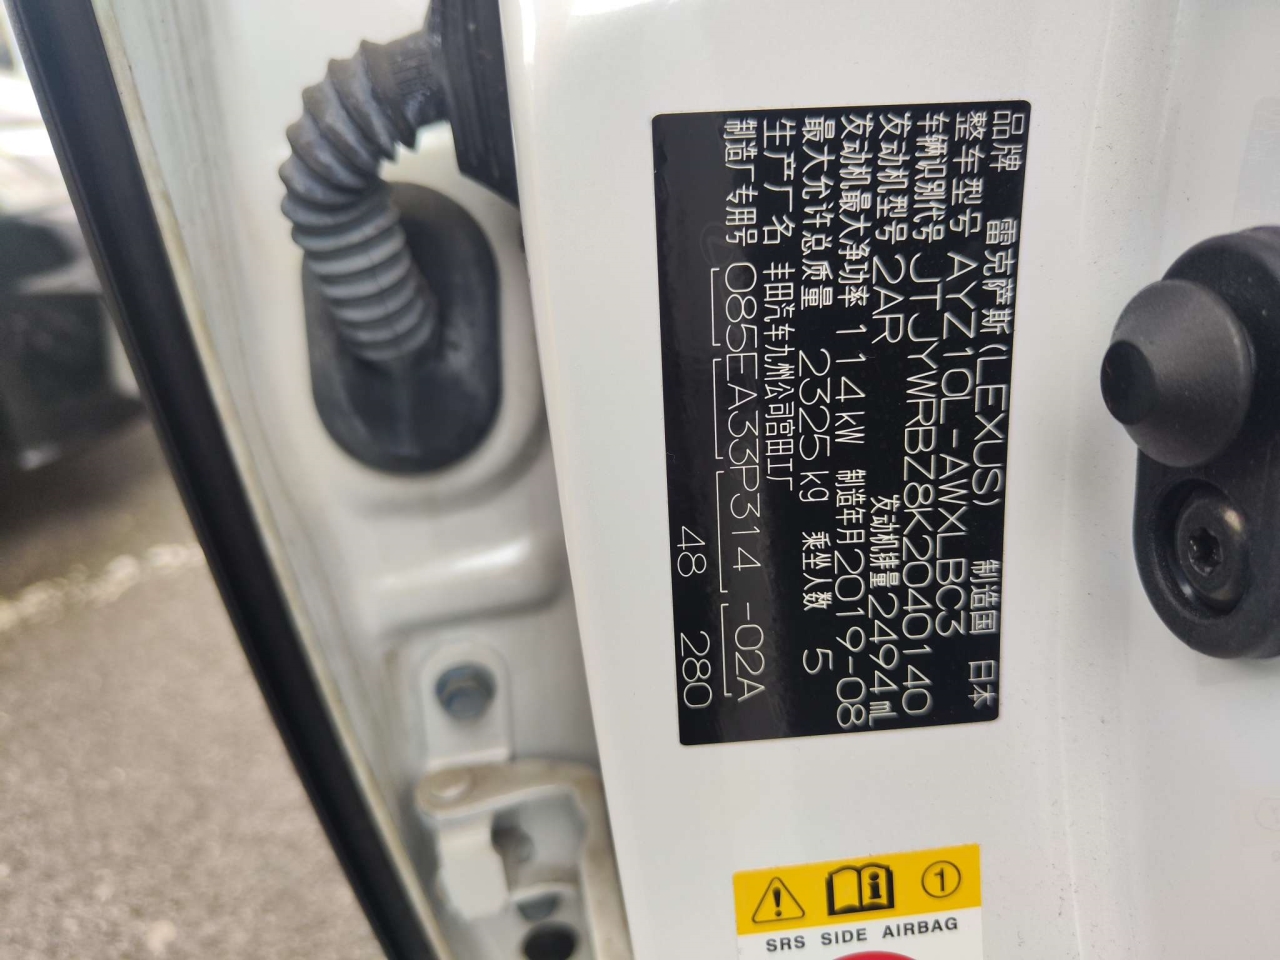 品牌 雷克萨斯(LEXUS) 制造国 日本
整车型号 AYZ10L-AWXLBC3
车辆识别代号 JTJYWRBZ8K2040140
发动机型号 2AR 发动机排量 2494mL
发动机最大净功率 114kW 制造年月 2019-08
最大允许总质量 2325kg 乘坐人数 5
生产厂名 丰田汽车九州公司宫田工厂
制造厂专用号 085EA33P314-02A
48 280
1
SRS SIDE AIRBAG